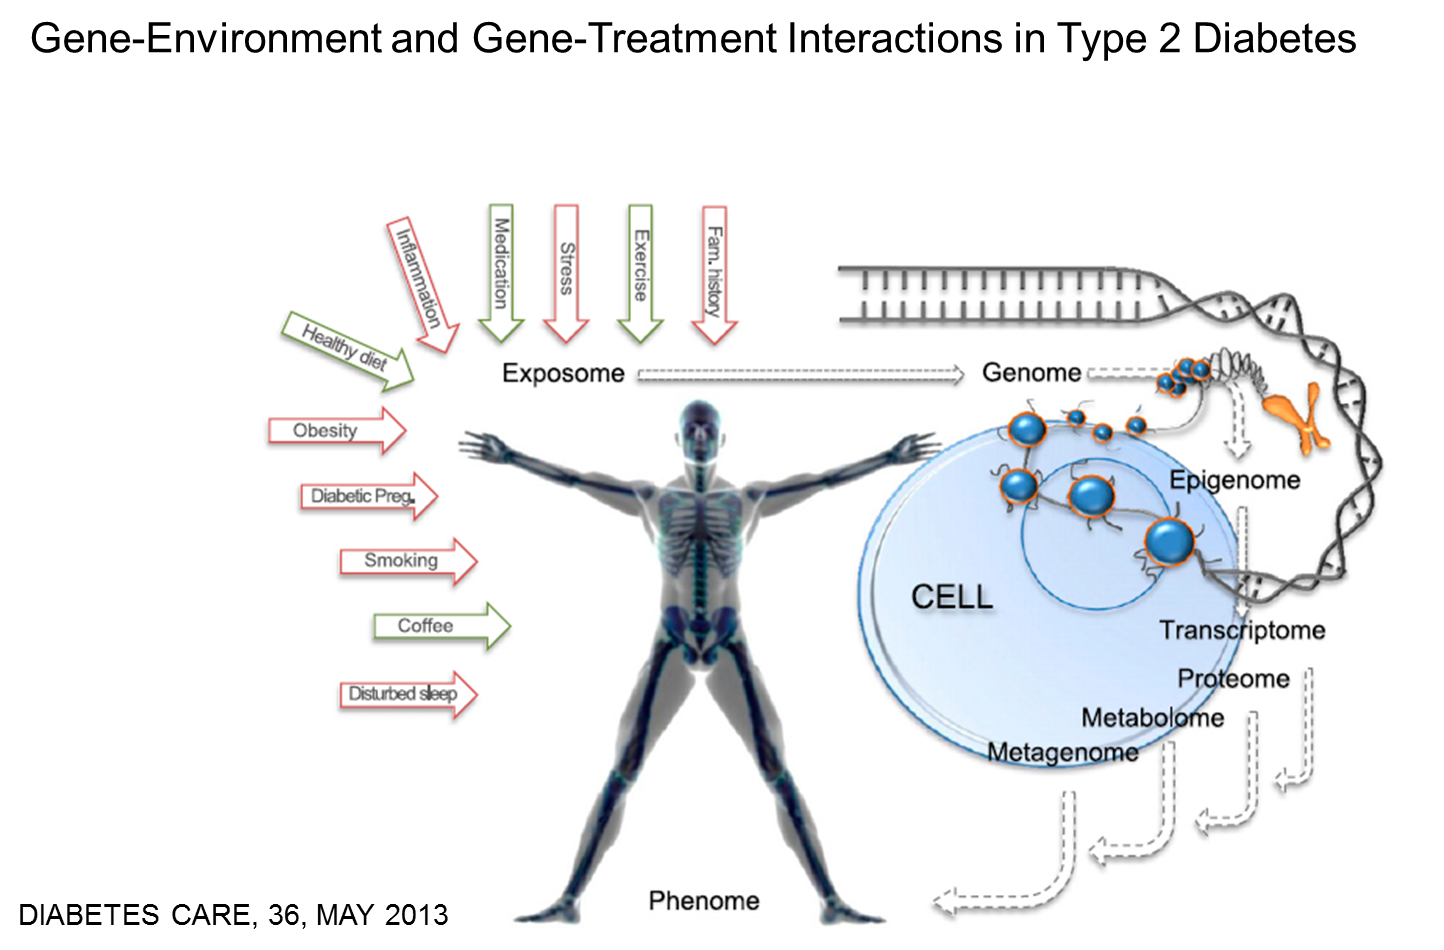 Gene-Environment and Gene-Treatment Interactions in Type 2 Diabetes
Inflammation
Medication
Stress
Exercise
Fam. history
Healthy diet
Obesity
Diabetic Preg.
Smoking
Coffee
Disturbed sleep
Exposome
Genome
Epigenome
CELL
Transcriptome
Proteome
Metabolome
Metagenome
Phenome
DIABETES CARE, 36, MAY 2013